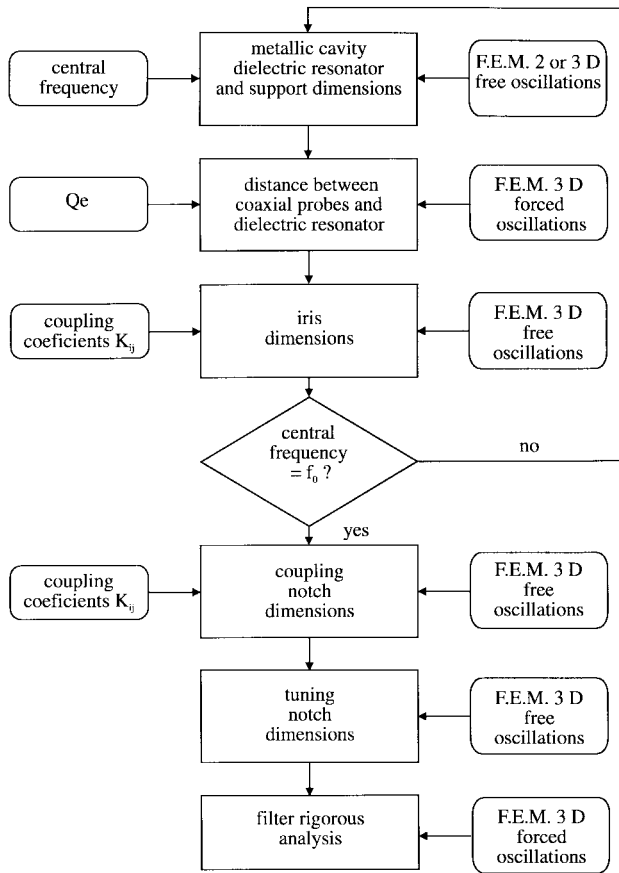 metallic cavity
dielectric resonator
and support dimensions
central
frequency
F.E.M. 2 or 3 D
free oscillations
distance between
coaxial probes and
dielectric resonator
Qe
F.E.M. 3 D
forced
oscillations
iris
dimensions
coupling
coeficients K_ij
F.E.M. 3 D
free
oscillations
central
frequency
= f_0 ?
no
yes
coupling
notch
dimensions
coupling
coeficients K_ij
F.E.M. 3 D
free
oscillations
tuning
notch
dimensions
F.E.M. 3 D
free
oscillations
filter rigorous
analysis
F.E.M. 3 D
forced
oscillations